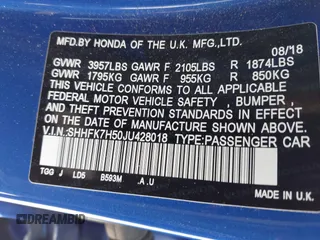 MFD.BY HONDA OF THE U.K. MFG.,LTD. 08/18
GVWR 3957LBS GAWR F 2105LBS R 1874LBS
GVWR 1795KG GAWR F 955KG R 850KG
THIS VEHICLE CONFORMS TO ALL APPLICABLE
FEDERAL MOTOR VEHICLE SAFETY , BUMPER ,
AND THEFT PREVENTION STANDARDS IN EFFECT
ON THE DATE OF MANUFACTURE SHOWN ABOVE.
V.I.N:SHHFK7H50JU428018 TYPE:PASSENGER CAR
TGG J LD5 B593M .A .U MADE IN U.K.
DREAMBID